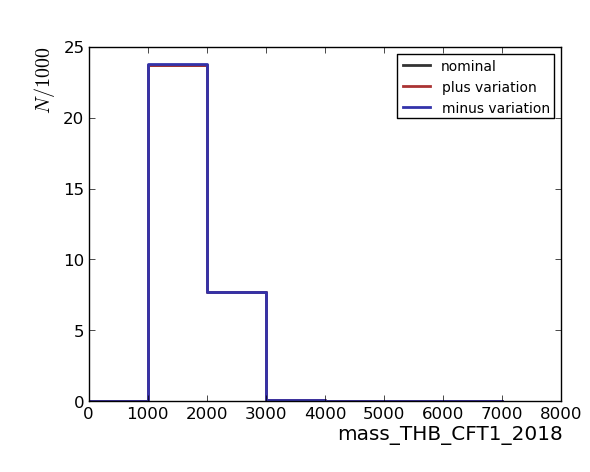 N/1000
25
20
15
10
5
0
nominal
plus variation
minus variation
0 1000 2000 3000 4000 5000 6000 7000 8000
mass_THB_CFT1_2018